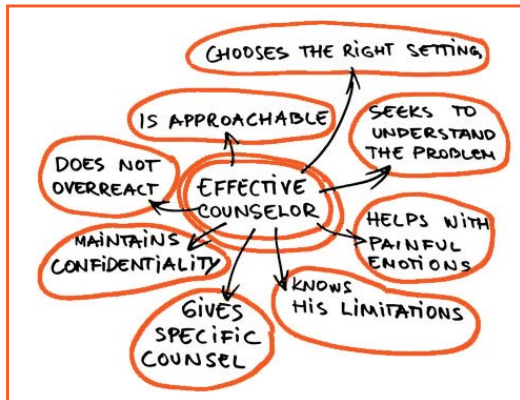 CHOOSES THE RIGHT SETTING
IS APPROACHABLE
SEEKS TO
UNDERSTAND
THE PROBLEM
DOES NOT
OVERREACT
EFFECTIVE
COUNSELOR
HELPS WITH
PAINFUL
EMOTIONS
MAINTAINS
CONFIDENTIALITY
KNOWS
HIS LIMITATIONS
GIVES
SPECIFIC
COUNSEL